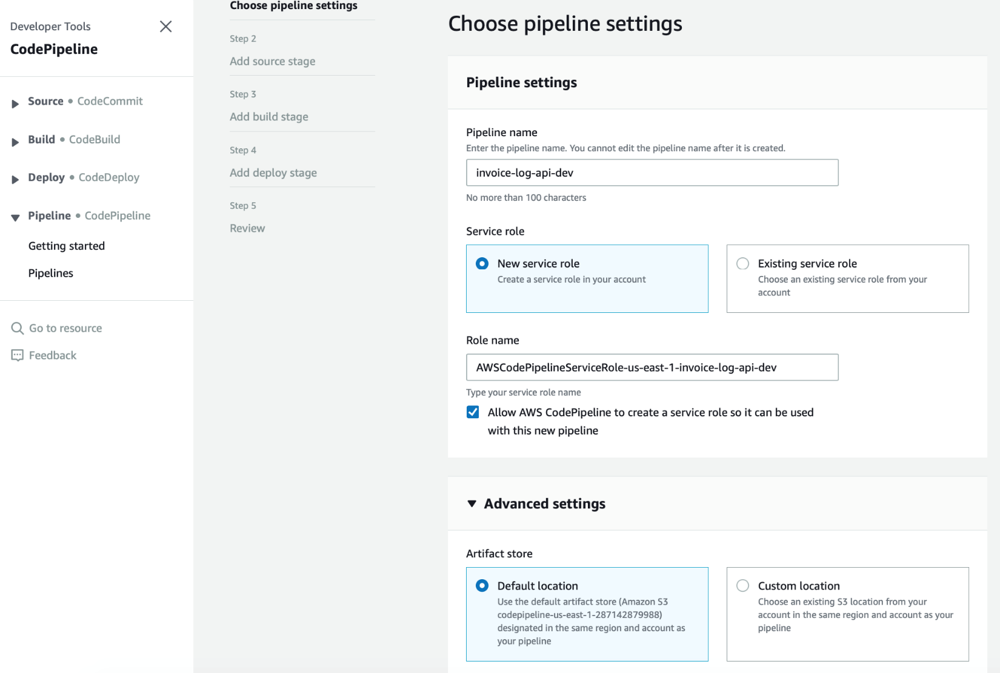 Developer Tools
CodePipeline
Source • CodeCommit
Build • CodeBuild
Deploy • CodeDeploy
Pipeline • CodePipeline
Getting started
Pipelines
Go to resource
Feedback
Choose pipeline settings
Step 2
Add source stage
Step 3
Add build stage
Step 4
Add deploy stage
Step 5
Review
Choose pipeline settings
Pipeline settings
Pipeline name
Enter the pipeline name. You cannot edit the pipeline name after it is created.
invoice-log-api-dev
No more than 100 characters
Service role
New service role
Create a service role in your account
Existing service role
Choose an existing service role from your
account
Role name
AWSCodePipelineServiceRole-us-east-1-invoice-log-api-dev
Type your service role name
Allow AWS CodePipeline to create a service role so it can be used
with this new pipeline
Advanced settings
Artifact store
Default location
Use the default artifact store (Amazon S3
codepipeline-us-east-1-287142879988)
designated in the same region and account as
your pipeline
Custom location
Choose an existing S3 location from your
account in the same region and account as your
pipeline